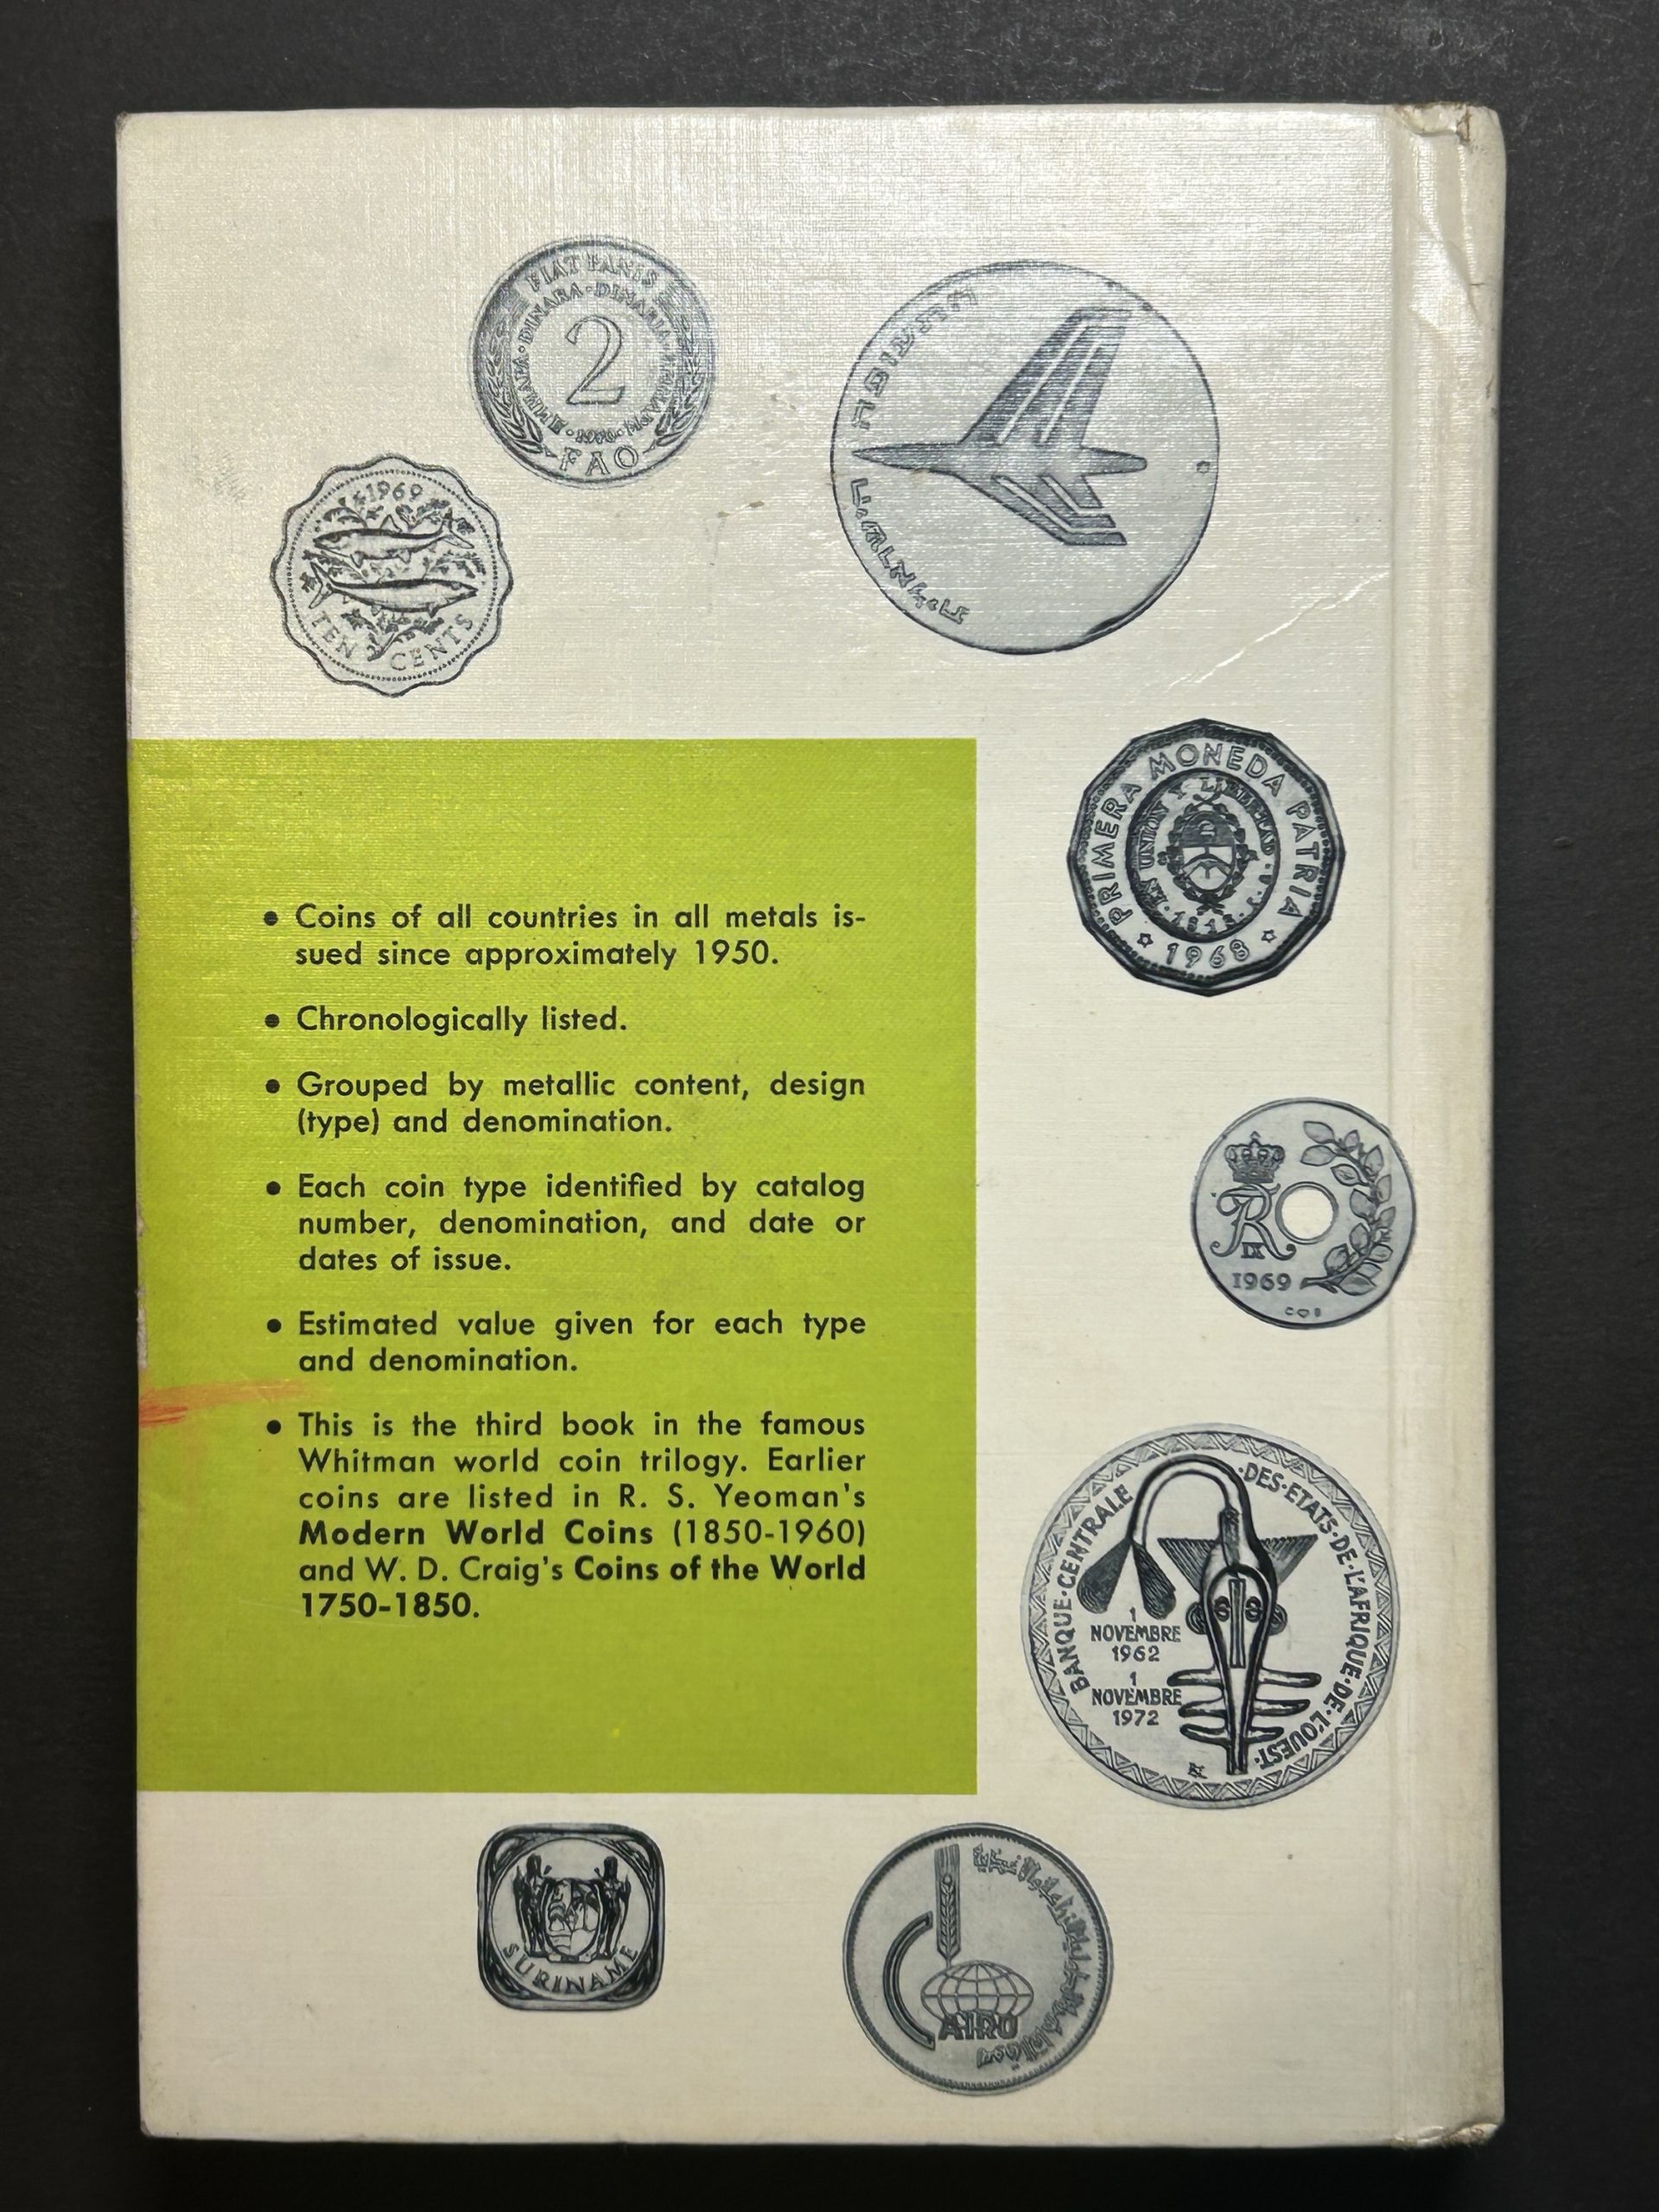 FIAT PANIS
2
FAO
1969
TEN CENTS
PRIMERA MONEDA PATRIA
EN UNION Y LIBERTAD
1813
1968
• Coins of all countries in all metals is-
sued since approximately 1950.
• Chronologically listed.
• Grouped by metallic content, design
(type) and denomination.
• Each coin type identified by catalog
number, denomination, and date or
dates of issue.
• Estimated value given for each type
and denomination.
• This is the third book in the famous
Whitman world coin trilogy. Earlier
coins are listed in R. S. Yeoman's
Modern World Coins (1850-1960)
and W. D. Craig's Coins of the World
1750-1850.
R
IX
1969
C♡S
BANQUE·CENTRALE·DES·ETATS·DE·L'AFRIQUE·DE·L'OUEST·
1
NOVEMBRE
1962
1
NOVEMBRE
1972
SURINAME